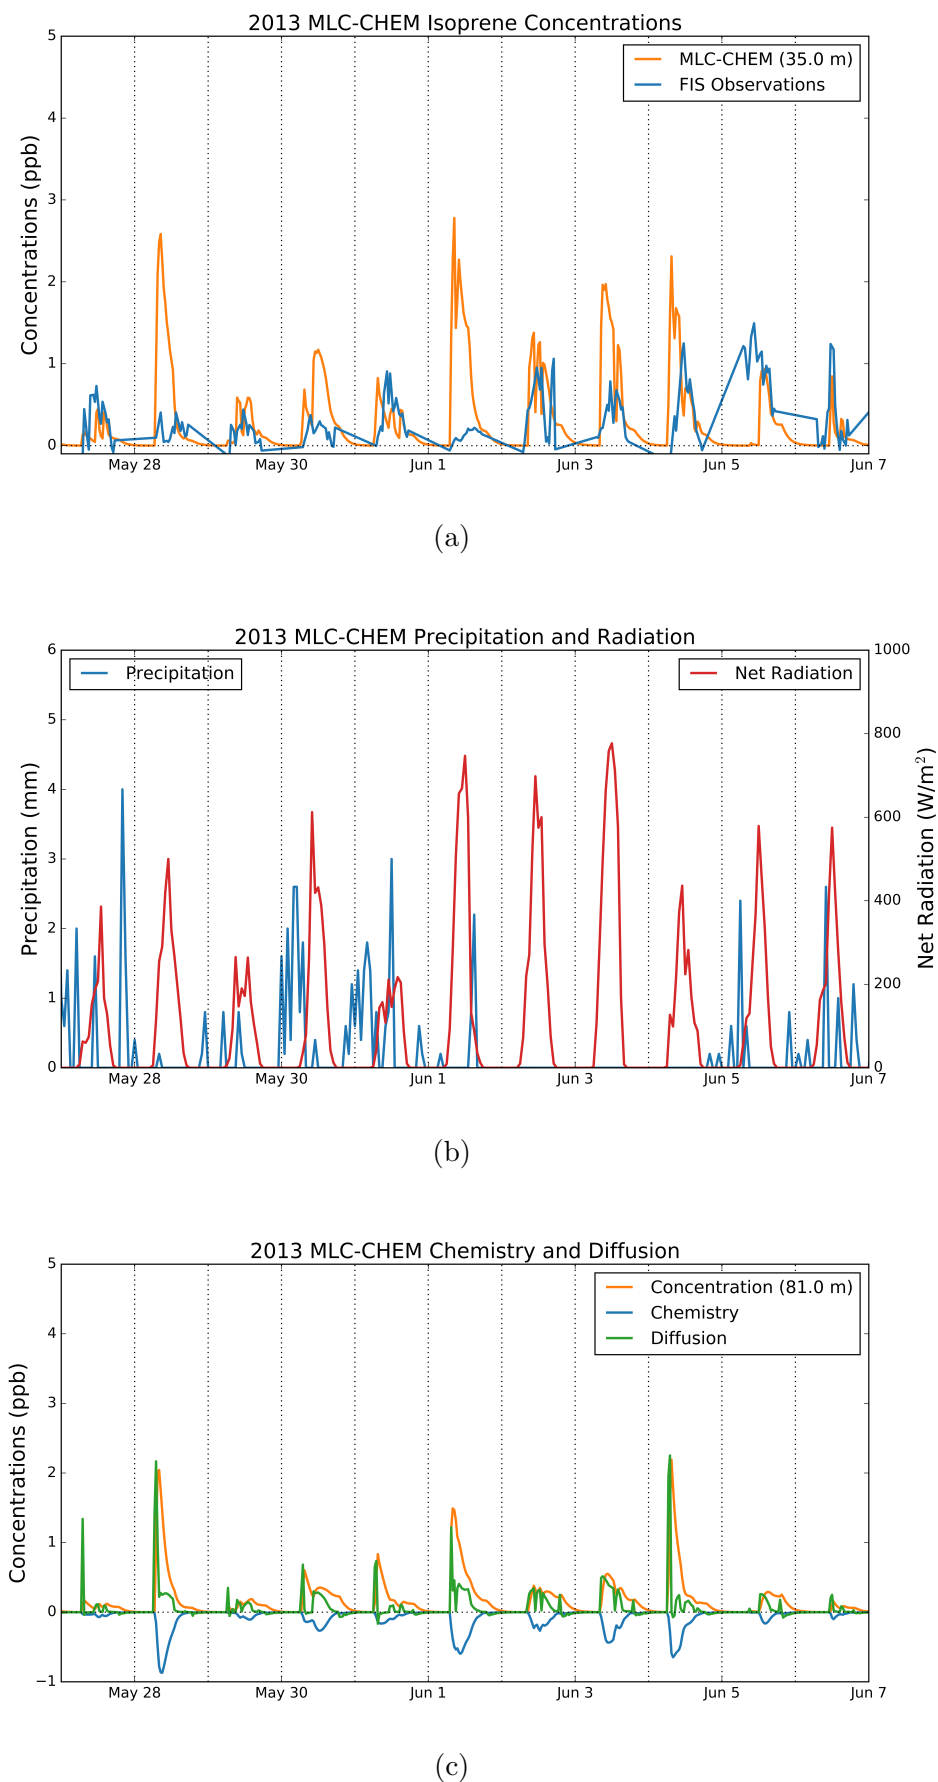 2013 MLC-CHEM Isoprene Concentrations
5
4
3
2
1
0
Concentrations (ppb)
MLC-CHEM (35.0 m)
FIS Observations
May 28
May 30
Jun 1
Jun 3
Jun 5
Jun 7
(a)
2013 MLC-CHEM Precipitation and Radiation
6
5
4
3
2
1
0
Precipitation (mm)
Precipitation
Net Radiation
1000
800
600
400
200
0
Net Radiation (W/m²)
May 28
May 30
Jun 1
Jun 3
Jun 5
Jun 7
(b)
2013 MLC-CHEM Chemistry and Diffusion
5
4
3
2
1
0
−1
Concentrations (ppb)
Concentration (81.0 m)
Chemistry
Diffusion
May 28
May 30
Jun 1
Jun 3
Jun 5
Jun 7
(c)